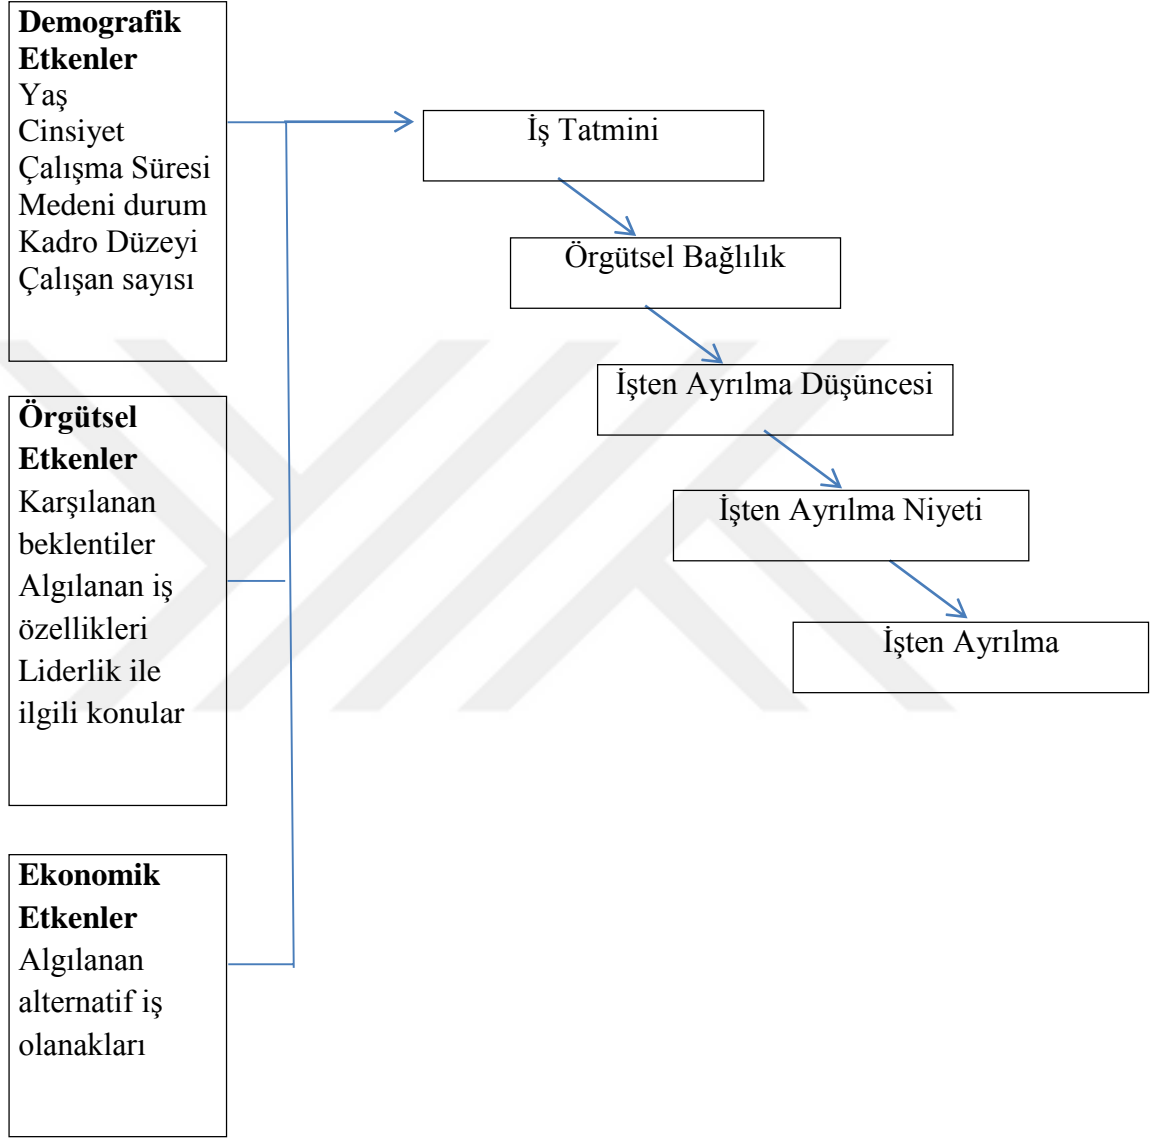 Demografik
Etkenler
Yaş
Cinsiyet
Çalışma Süresi
Medeni durum
Kadro Düzeyi
Çalışan sayısı
İş Tatmini
Örgütsel Bağlılık
İşten Ayrılma Düşüncesi
İşten Ayrılma Niyeti
İşten Ayrılma
Örgütsel
Etkenler
Karşılanan
beklentiler
Algılanan iş
özellikleri
Liderlik ile
ilgili konular
Ekonomik
Etkenler
Algılanan
alternatif iş
olanakları